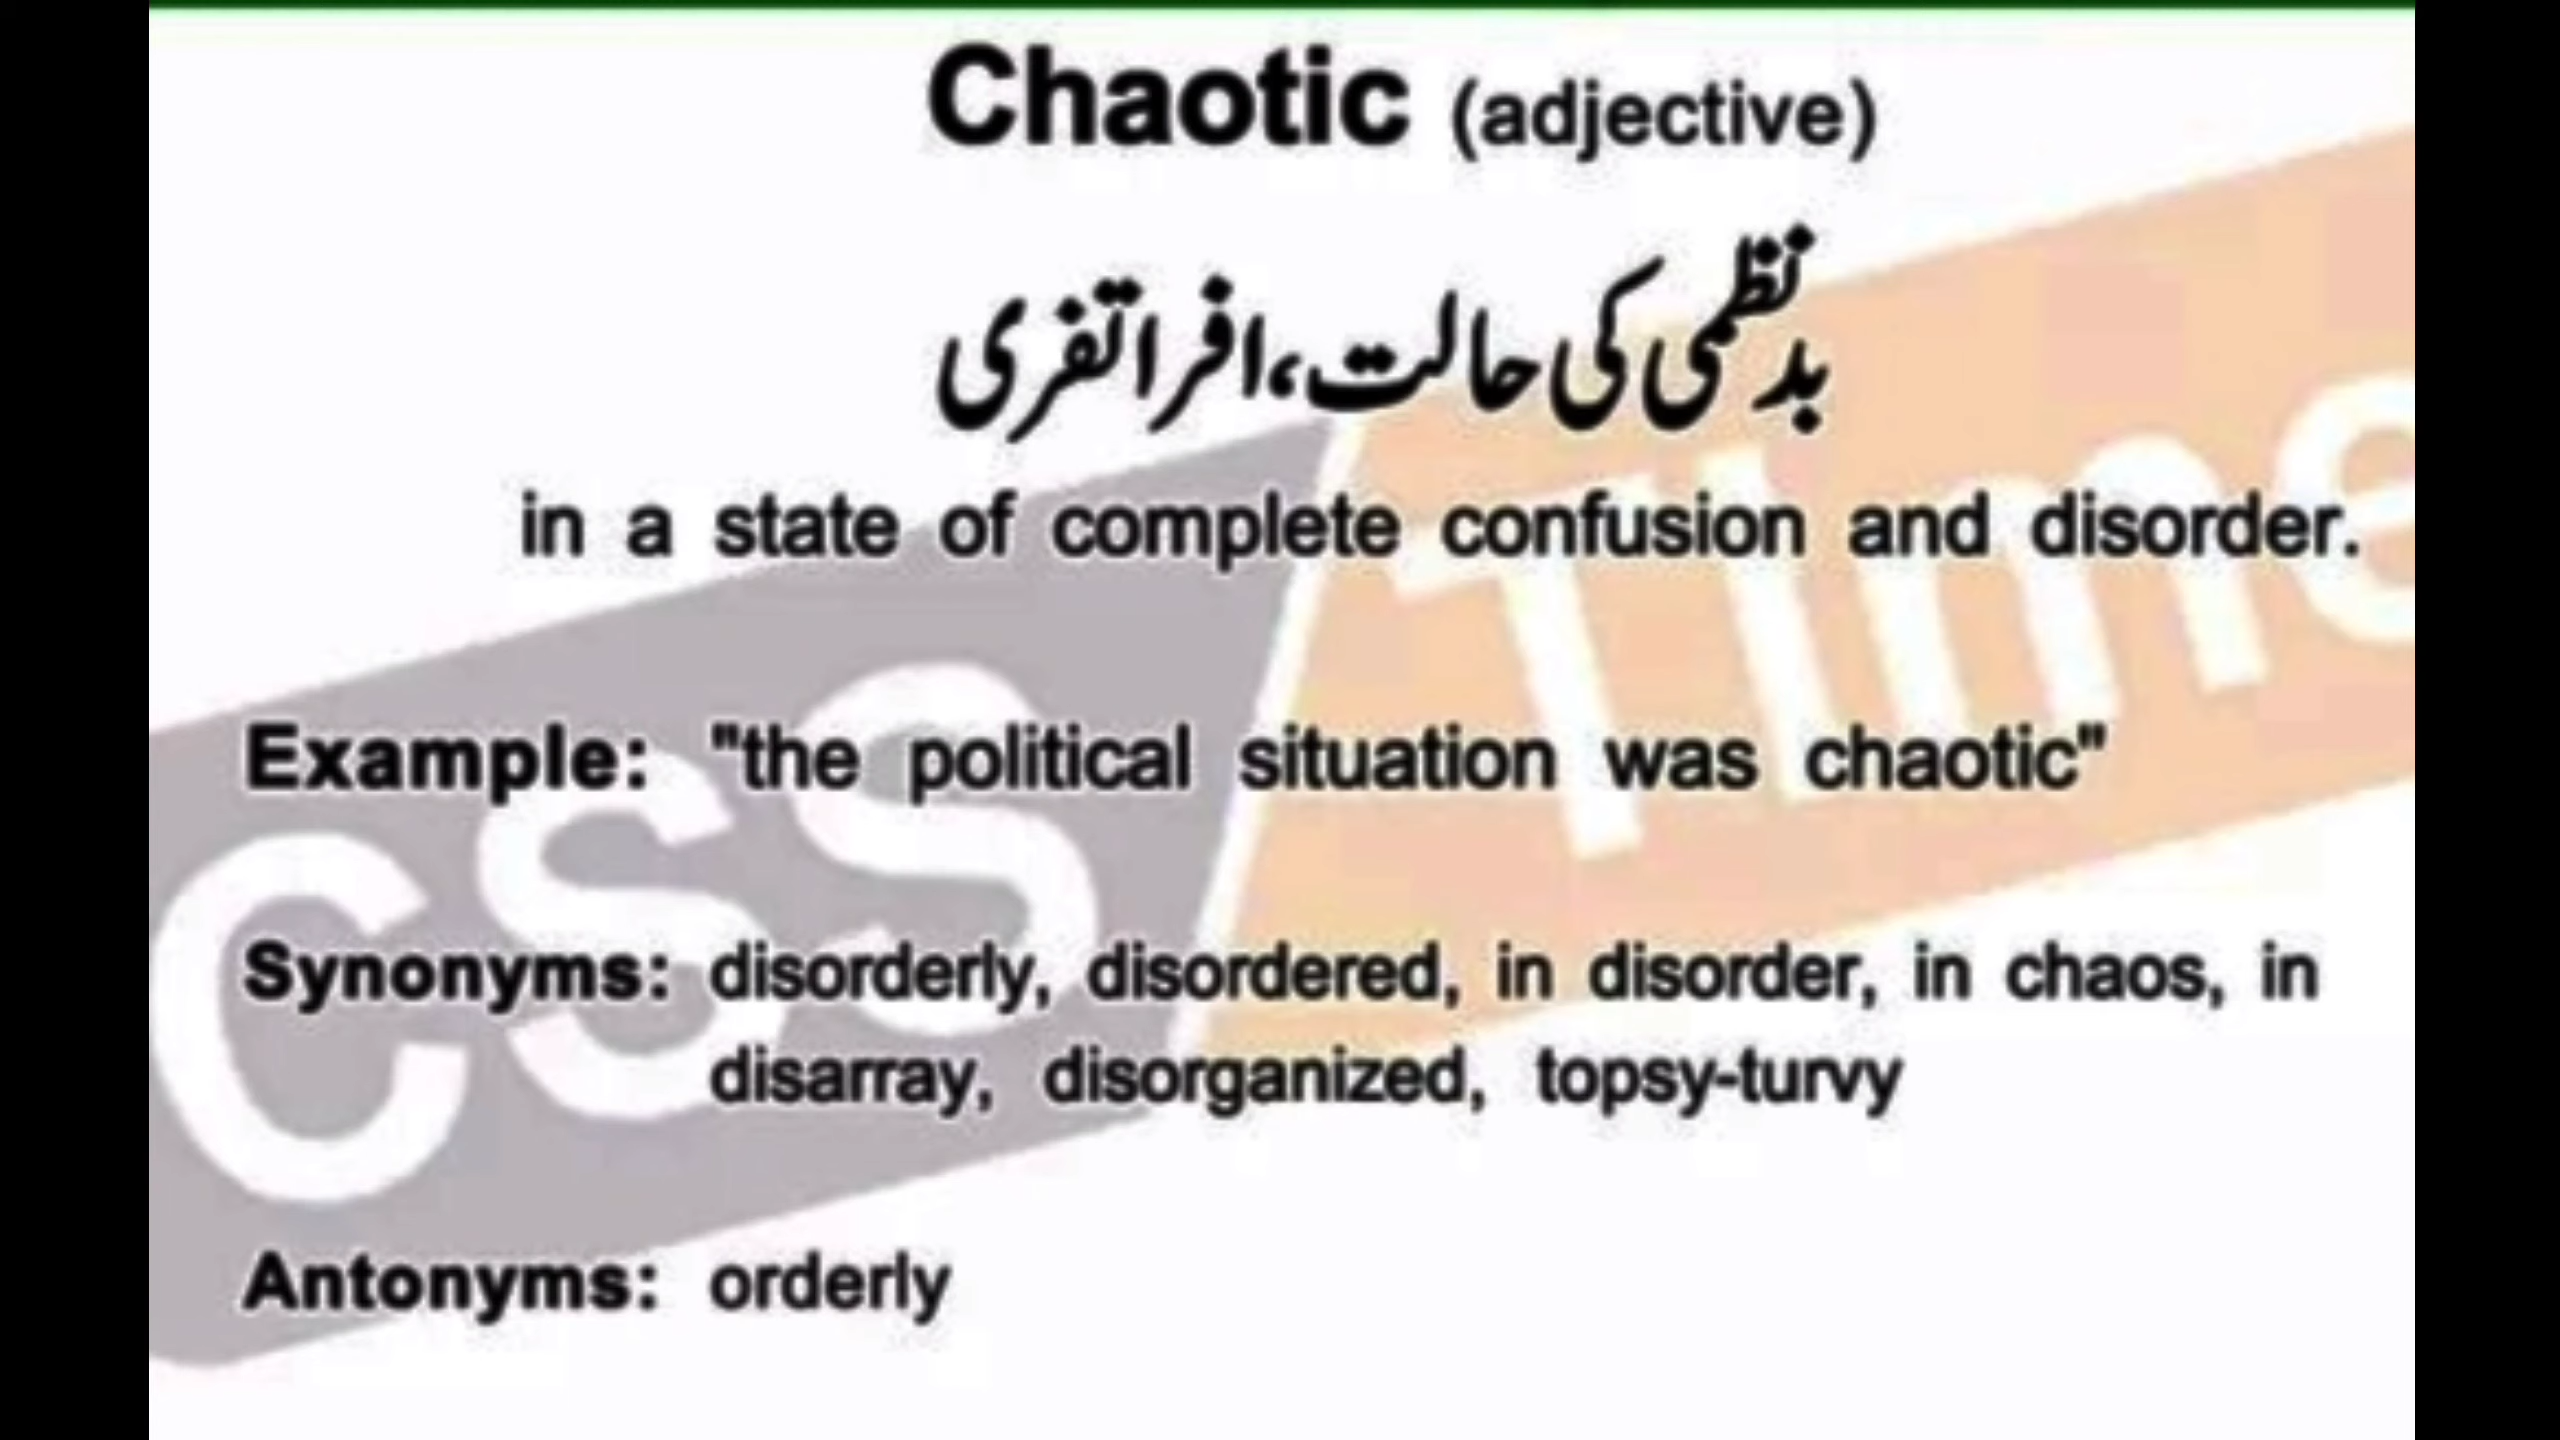 Chaotic (adjective)
بدنظمی کی حالت، افراتفری
in a state of complete confusion and disorder.
Example: "the political situation was chaotic"
Synonyms: disorderly, disordered, in disorder, in chaos, in
disarray, disorganized, topsy-turvy
Antonyms: orderly
CSS Time